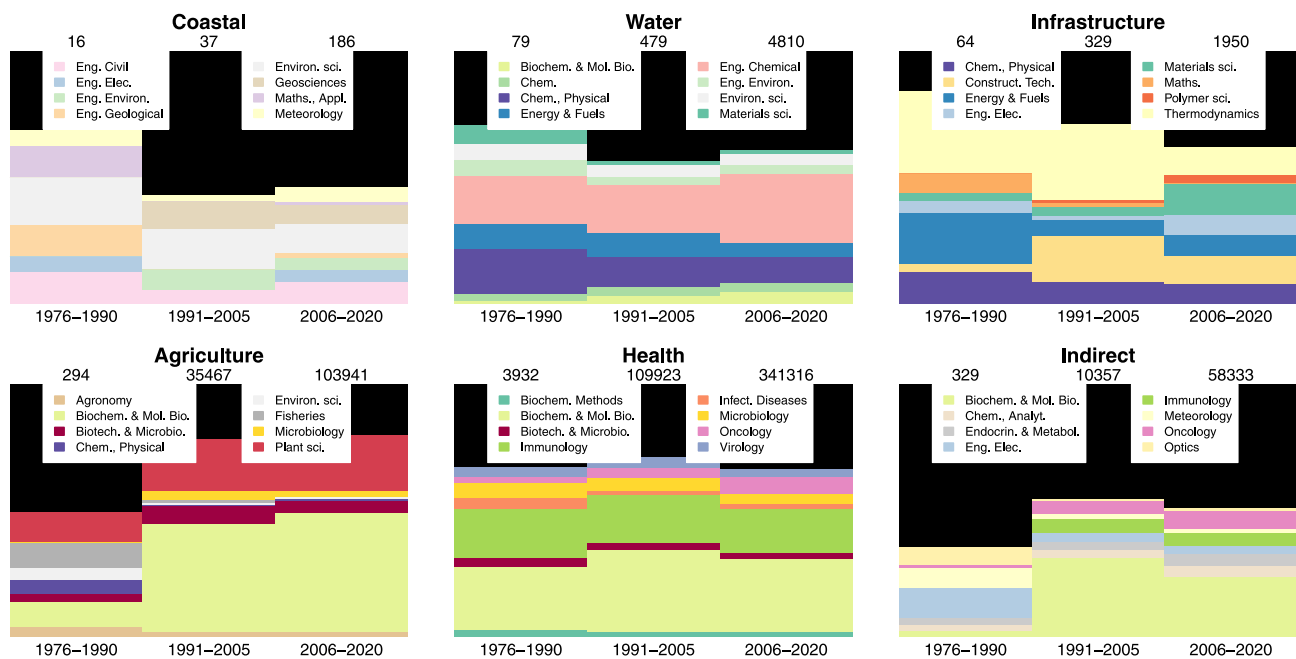 Coastal
16 37 186
Eng. Civil
Eng. Elec.
Eng. Environ.
Eng. Geological
Environ. sci.
Geosciences
Maths., Appl.
Meteorology
1976–1990 1991–2005 2006–2020
Water
79 479 4810
Biochem. & Mol. Bio.
Chem.
Chem., Physical
Energy & Fuels
Eng. Chemical
Eng. Environ.
Environ. sci.
Materials sci.
1976–1990 1991–2005 2006–2020
Infrastructure
64 329 1950
Chem., Physical
Construct. Tech.
Energy & Fuels
Eng. Elec.
Materials sci.
Maths.
Polymer sci.
Thermodynamics
1976–1990 1991–2005 2006–2020
Agriculture
294 35467 103941
Agronomy
Biochem. & Mol. Bio.
Biotech. & Microbio.
Chem., Physical
Environ. sci.
Fisheries
Microbiology
Plant sci.
1976–1990 1991–2005 2006–2020
Health
3932 109923 341316
Biochem. Methods
Biochem. & Mol. Bio.
Biotech. & Microbio.
Immunology
Infect. Diseases
Microbiology
Oncology
Virology
1976–1990 1991–2005 2006–2020
Indirect
329 10357 58333
Biochem. & Mol. Bio.
Chem., Analyt.
Endocrin. & Metabol.
Eng. Elec.
Immunology
Meteorology
Oncology
Optics
1976–1990 1991–2005 2006–2020